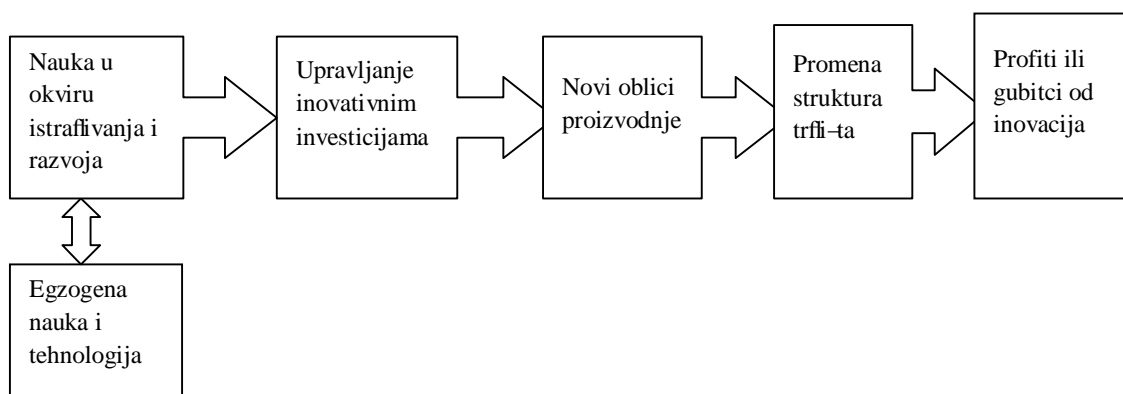 Nauka u
okviru
istraflivanja i
razvoja
Upravljanje
inovativnim
investicijama
Novi oblici
proizvodnje
Promena
struktura
trfli–ta
Profiti ili
gubitci od
inovacija
Egzogena
nauka i
tehnologija